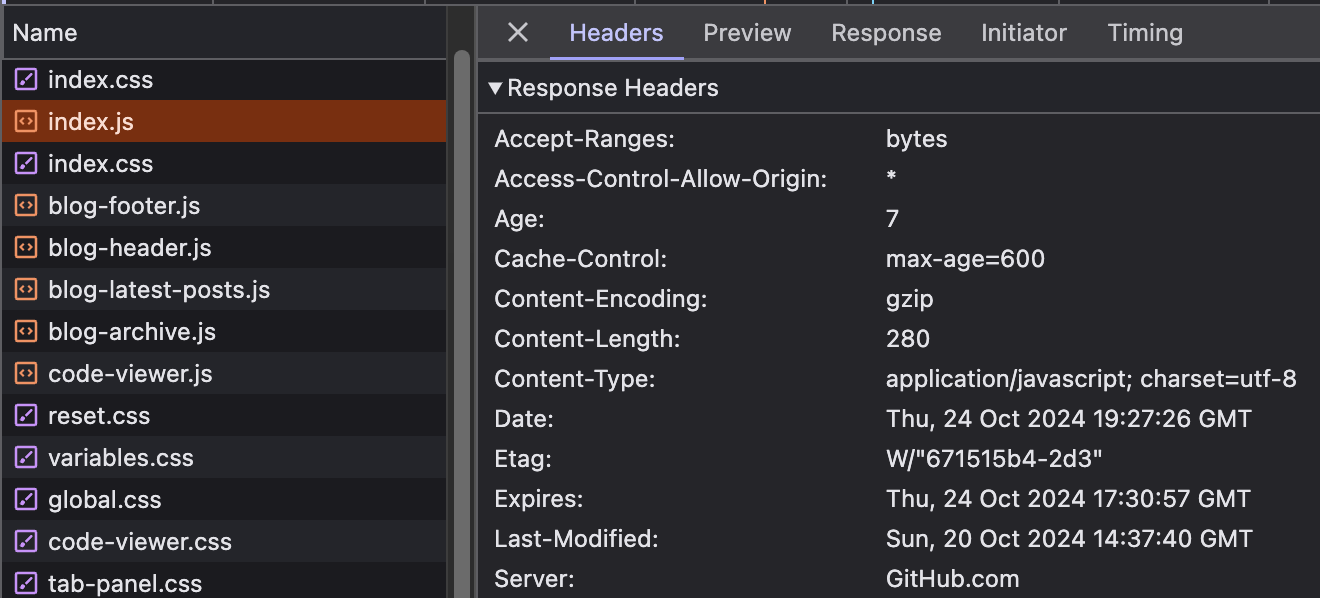 Name
index.css
index.js
index.css
blog-footer.js
blog-header.js
blog-latest-posts.js
blog-archive.js
code-viewer.js
reset.css
variables.css
global.css
code-viewer.css
tab-panel.css
Headers Preview Response Initiator Timing
Response Headers
Accept-Ranges: bytes
Access-Control-Allow-Origin: *
Age: 7
Cache-Control: max-age=600
Content-Encoding: gzip
Content-Length: 280
Content-Type: application/javascript; charset=utf-8
Date: Thu, 24 Oct 2024 19:27:26 GMT
Etag: W/"671515b4-2d3"
Expires: Thu, 24 Oct 2024 17:30:57 GMT
Last-Modified: Sun, 20 Oct 2024 14:37:40 GMT
Server: GitHub.com